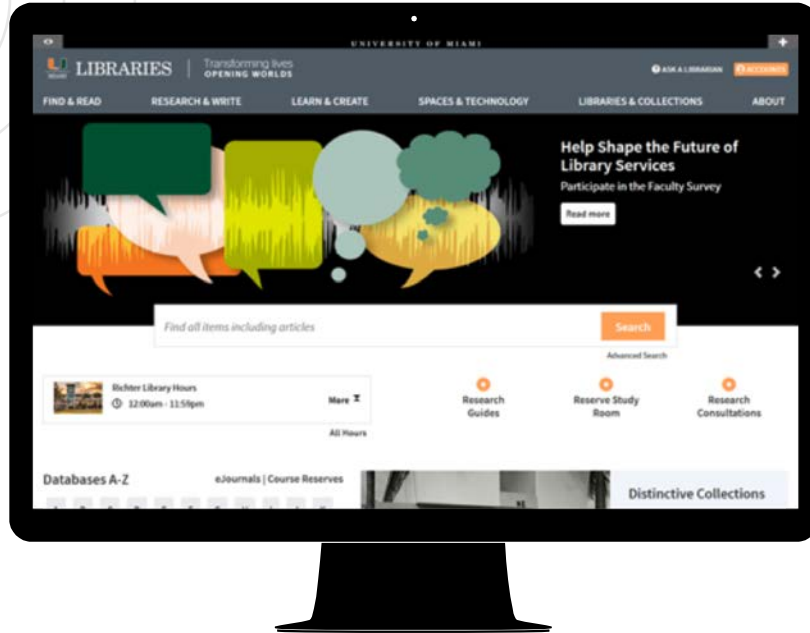 UNIVERSITY OF MIAMI
LIBRARIES
Transforming lives
OPENING WORLDS
ASK A LIBRARIAN
ACCOUNTS
FIND & READ
RESEARCH & WRITE
LEARN & CREATE
SPACES & TECHNOLOGY
LIBRARIES & COLLECTIONS
ABOUT
Help Shape the Future of
Library Services
Participate in the Faculty Survey
Read more
Find all items including articles
Search
Advanced Search
Richter Library Hours
12:00am - 11:59pm
More
All Hours
Research
Guides
Reserve Study
Room
Research
Consultations
Databases A-Z
eJournals | Course Reserves
Distinctive Collections